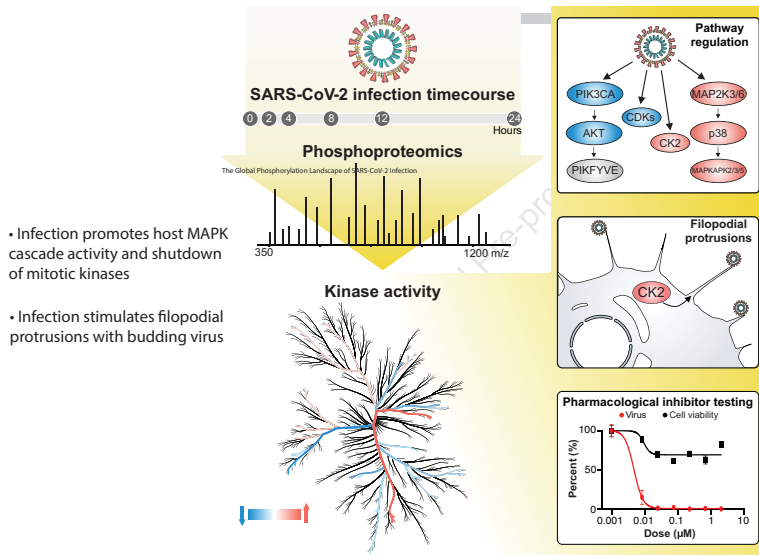 SARS-CoV-2 infection timecourse
0 2 4 8 12 24
Hours
Phosphoproteomics
The Global Phosphorylation Landscape of SARS-CoV-2 Infection
350 1200 m/z
• Infection promotes host MAPK
cascade activity and shutdown
of mitotic kinases
• Infection stimulates filopodial
protrusions with budding virus
Kinase activity
Pathway
regulation
PIK3CA
MAP2K3/6
CDKs
AKT
CK2
p38
PIKFYVE
MAPKAPK2/3/5
Filopodial
protrusions
CK2
Pharmacological inhibitor testing
Virus Cell viability
Percent (%)
100
50
0
0.001 0.01 0.1 1 10
Dose (µM)